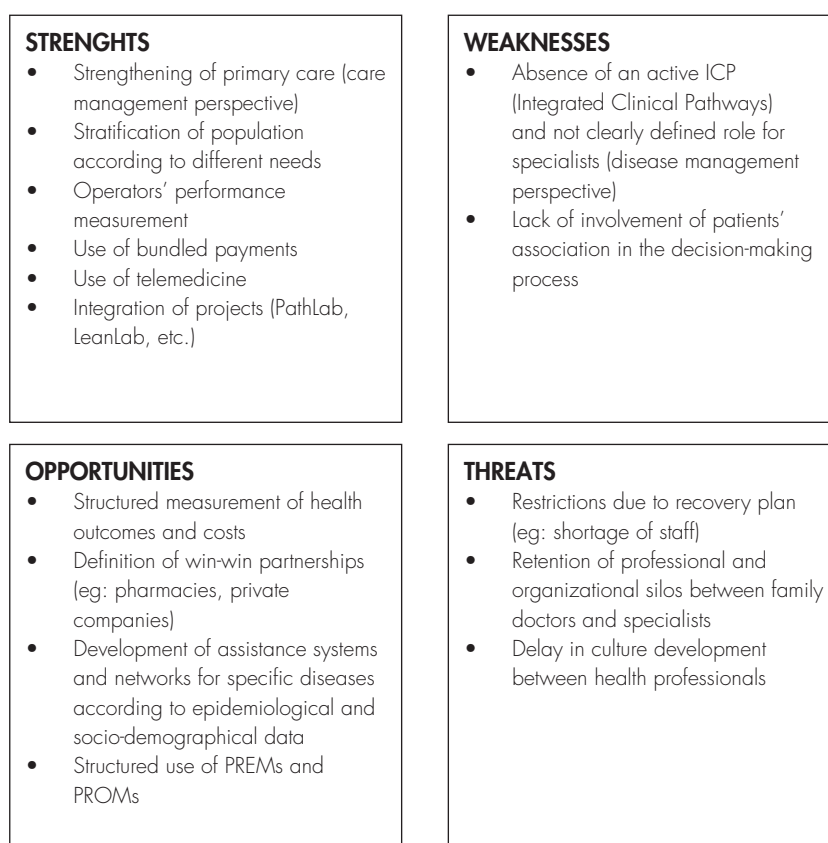 STRENGHTS
• Strengthening of primary care (care
management perspective)
• Stratification of population
according to different needs
• Operators' performance
measurement
• Use of bundled payments
• Use of telemedicine
• Integration of projects (PathLab,
LeanLab, etc.)
WEAKNESSES
• Absence of an active ICP
(Integrated Clinical Pathways)
and not clearly defined role for
specialists (disease management
perspective)
• Lack of involvement of patients'
association in the decision-making
process
OPPORTUNITIES
• Structured measurement of health
outcomes and costs
• Definition of win-win partnerships
(eg: pharmacies, private
companies)
• Development of assistance systems
and networks for specific diseases
according to epidemiological and
socio-demographical data
• Structured use of PREMs and
PROMs
THREATS
• Restrictions due to recovery plan
(eg: shortage of staff)
• Retention of professional and
organizational silos between family
doctors and specialists
• Delay in culture development
between health professionals